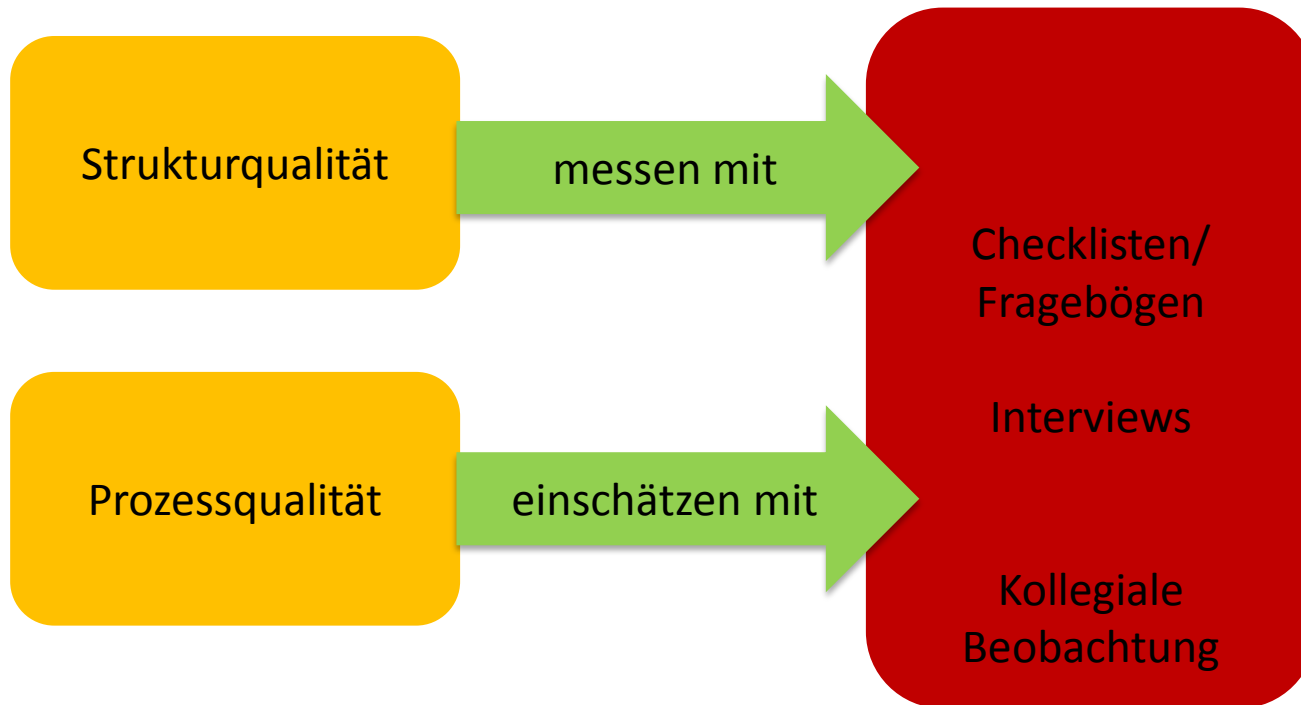 Strukturqualität
messen mit
Prozessqualität
einschätzen mit
Checklisten/
Fragebögen
Interviews
Kollegiale
Beobachtung